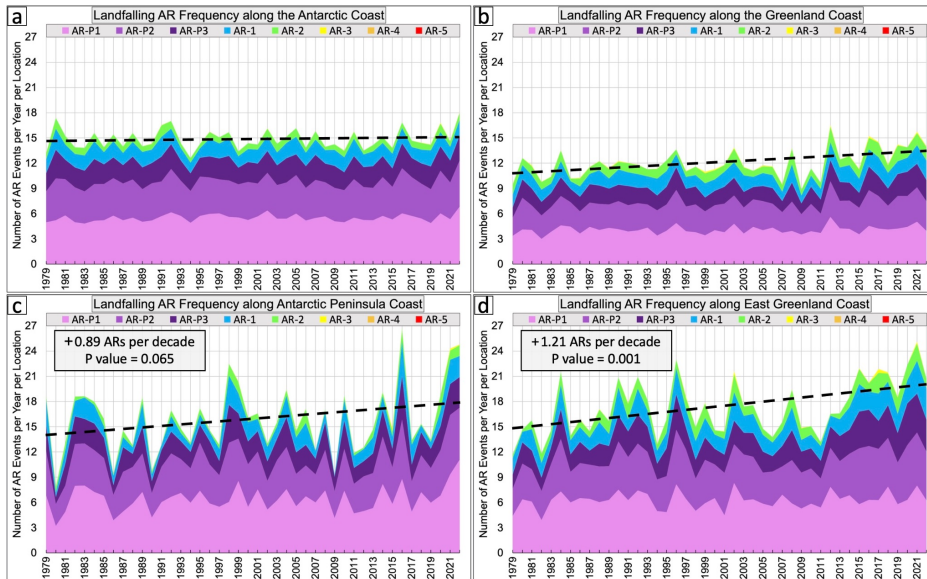 a
Landfalling AR Frequency along the Antarctic Coast
AR-P1 AR-P2 AR-P3 AR-1 AR-2 AR-3 AR-4 AR-5
Number of AR Events per Year per Location
27
24
21
18
15
12
9
6
3
0
1979 1981 1983 1985 1987 1989 1991 1993 1995 1997 1999 2001 2003 2005 2007 2009 2011 2013 2015 2017 2019 2021
b
Landfalling AR Frequency along the Greenland Coast
AR-P1 AR-P2 AR-P3 AR-1 AR-2 AR-3 AR-4 AR-5
Number of AR Events per Year per Location
27
24
21
18
15
12
9
6
3
0
1979 1981 1983 1985 1987 1989 1991 1993 1995 1997 1999 2001 2003 2005 2007 2009 2011 2013 2015 2017 2019 2021
c
Landfalling AR Frequency along Antarctic Peninsula Coast
AR-P1 AR-P2 AR-P3 AR-1 AR-2 AR-3 AR-4 AR-5
Number of AR Events per Year per Location
27
24
21
18
15
12
9
6
3
0
+0.89 ARs per decade
P value = 0.065
1979 1981 1983 1985 1987 1989 1991 1993 1995 1997 1999 2001 2003 2005 2007 2009 2011 2013 2015 2017 2019 2021
d
Landfalling AR Frequency along East Greenland Coast
AR-P1 AR-P2 AR-P3 AR-1 AR-2 AR-3 AR-4 AR-5
Number of AR Events per Year per Location
27
24
21
18
15
12
9
6
3
0
+1.21 ARs per decade
P value = 0.001
1979 1981 1983 1985 1987 1989 1991 1993 1995 1997 1999 2001 2003 2005 2007 2009 2011 2013 2015 2017 2019 2021